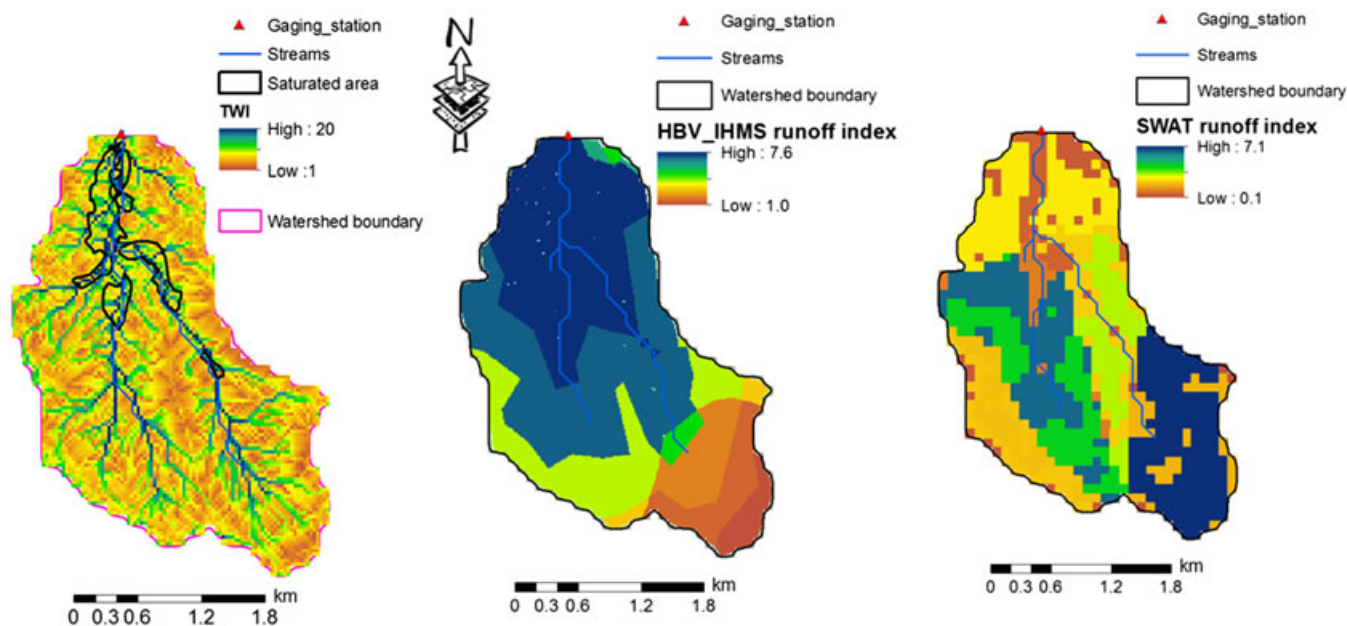 Gaging_station
Streams
Saturated area
TWI
High : 20
Low :1
Watershed boundary
0 0.3 0.6 1.2 1.8
km
N
Gaging_station
Streams
Watershed boundary
HBV_IHMS runoff index
High : 7.6
Low : 1.0
0 0.3 0.6 1.2 1.8
km
Gaging_station
Streams
Watershed boundary
SWAT runoff index
High : 7.1
Low : 0.1
km
0 0.3 0.6 1.2 1.8